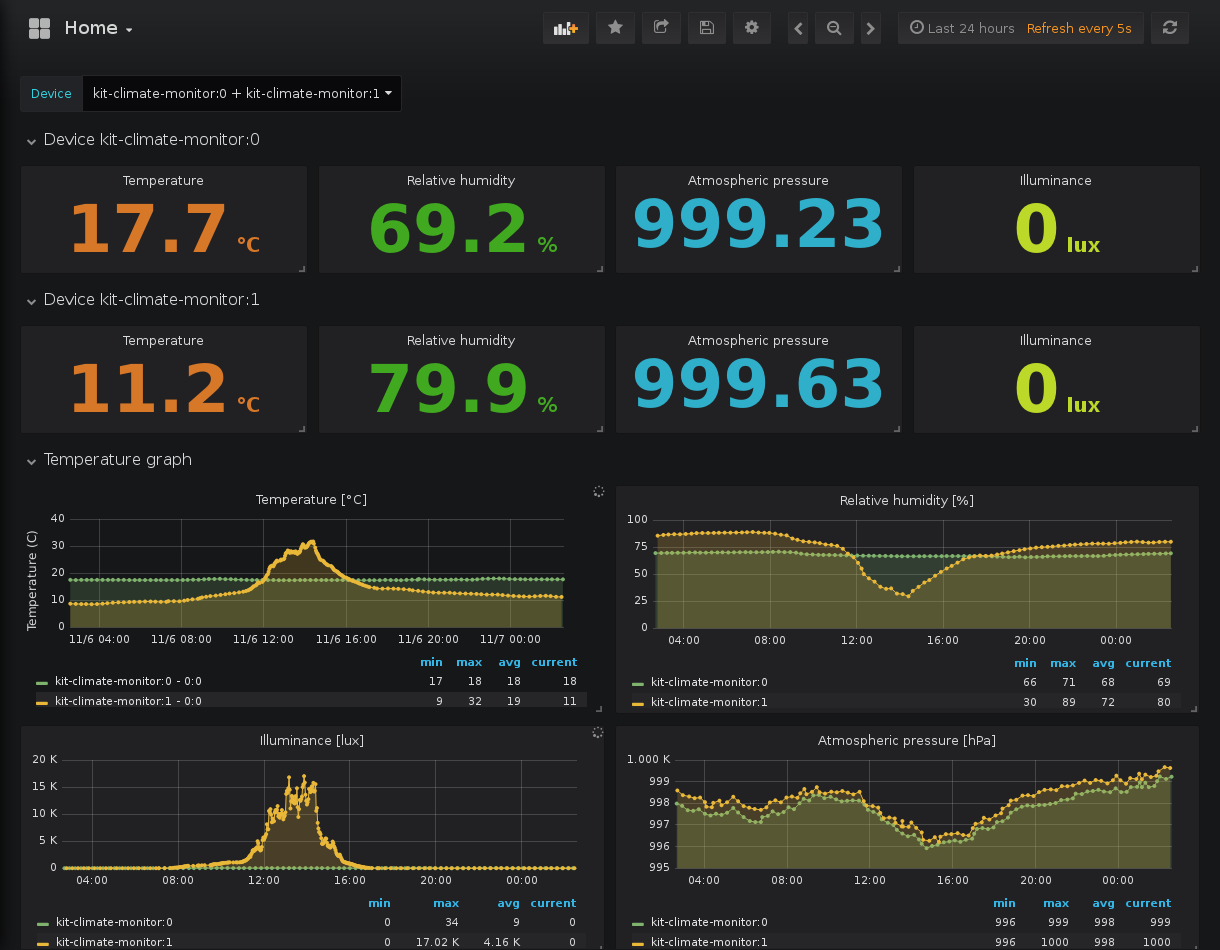 Home
Last 24 hours Refresh every 5s
Device kit-climate-monitor:0 + kit-climate-monitor:1
Device kit-climate-monitor:0
Temperature Relative humidity Atmospheric pressure Illuminance
17.7 °C 69.2 % 999.23 0 lux
Device kit-climate-monitor:1
Temperature Relative humidity Atmospheric pressure Illuminance
11.2 °C 79.9 % 999.63 0 lux
Temperature graph
Temperature [°C]
Temperature (C)
40
30
20
10
0
11/6 04:00 11/6 08:00 11/6 12:00 11/6 16:00 11/6 20:00 11/7 00:00
min max avg current
kit-climate-monitor:0 - 0:0 17 18 18 18
kit-climate-monitor:1 - 0:0 9 32 19 11
Relative humidity [%]
100
75
50
25
0
04:00 08:00 12:00 16:00 20:00 00:00
min max avg current
kit-climate-monitor:0 66 71 68 69
kit-climate-monitor:1 30 89 72 80
Illuminance [lux]
20 K
15 K
10 K
5 K
0
04:00 08:00 12:00 16:00 20:00 00:00
min max avg current
kit-climate-monitor:0 0 34 9 0
kit-climate-monitor:1 0 17.02 K 4.16 K 0
Atmospheric pressure [hPa]
1.000 K
999
998
997
996
995
04:00 08:00 12:00 16:00 20:00 00:00
min max avg current
kit-climate-monitor:0 996 999 998 999
kit-climate-monitor:1 996 1000 998 1000